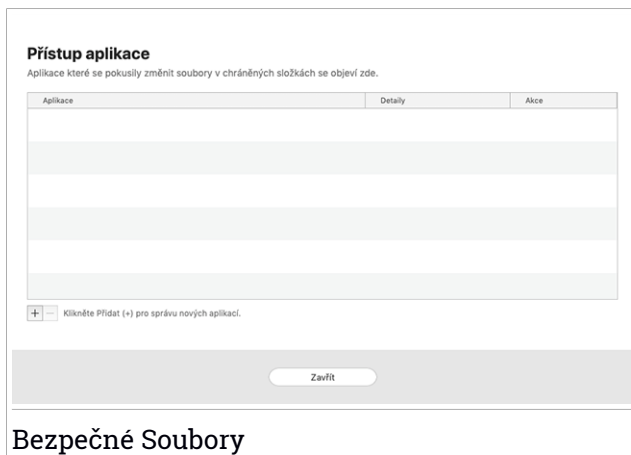 Přístup aplikace
Aplikace které se pokusily změnit soubory v chráněných složkách se objeví zde.
Aplikace Detaily Akce
+ − Klikněte Přidat (+) pro správu nových aplikací.
Zavřít
Bezpečné Soubory